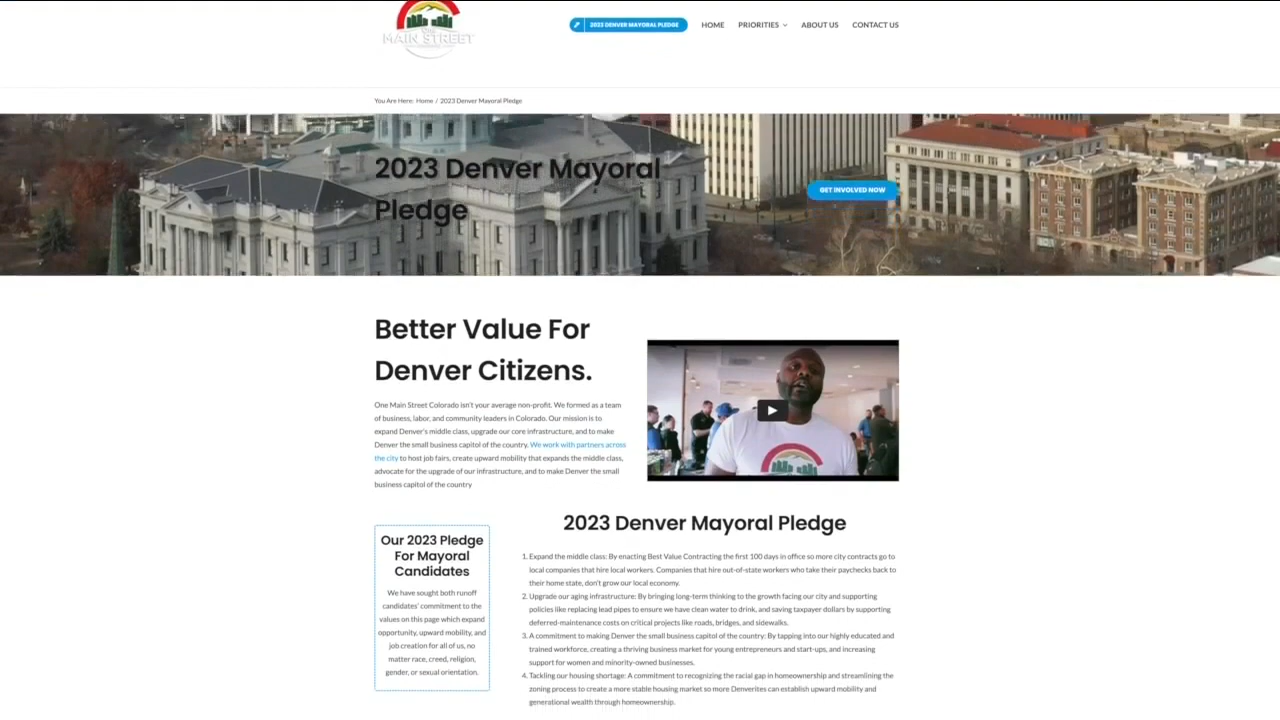 MAIN STREET
2023 DENVER MAYORAL PLEDGE
HOME
PRIORITIES
ABOUT US
CONTACT US
You Are Here: Home / 2023 Denver Mayoral Pledge
2023 Denver Mayoral
Pledge
GET INVOLVED NOW
Better Value For
Denver Citizens.
One Main Street Colorado isn't your average non-profit. We formed as a team
of business, labor, and community leaders in Colorado. Our mission is to
expand Denver's middle class, upgrade our core infrastructure, and to make
Denver the small business capitol of the country. We work with partners across
the city to host job fairs, create upward mobility that expands the middle class,
advocate for the upgrade of our infrastructure, and to make Denver the small
business capitol of the country
Our 2023 Pledge
For Mayoral
Candidates
We have sought both runoff
candidates' commitment to the
values on this page which expand
opportunity, upward mobility, and
job creation for all of us, no
matter race, creed, religion,
gender, or sexual orientation.
2023 Denver Mayoral Pledge
1. Expand the middle class: By enacting Best Value Contracting the first 100 days in office so more city contracts go to
local companies that hire local workers. Companies that hire out-of-state workers who take their paychecks back to
their home state, don't grow our local economy.
2. Upgrade our aging infrastructure: By bringing long-term thinking to the growth facing our city and supporting
policies like replacing lead pipes to ensure we have clean water to drink, and saving taxpayer dollars by supporting
deferred-maintenance costs on critical projects like roads, bridges, and sidewalks.
3. A commitment to making Denver the small business capitol of the country: By tapping into our highly educated and
trained workforce, creating a thriving business market for young entrepreneurs and start-ups, and increasing
support for women and minority-owned businesses.
4. Tackling our housing shortage: A commitment to recognizing the racial gap in homeownership and streamlining the
zoning process to create a more stable housing market so more Denverites can establish upward mobility and
generational wealth through homeownership.